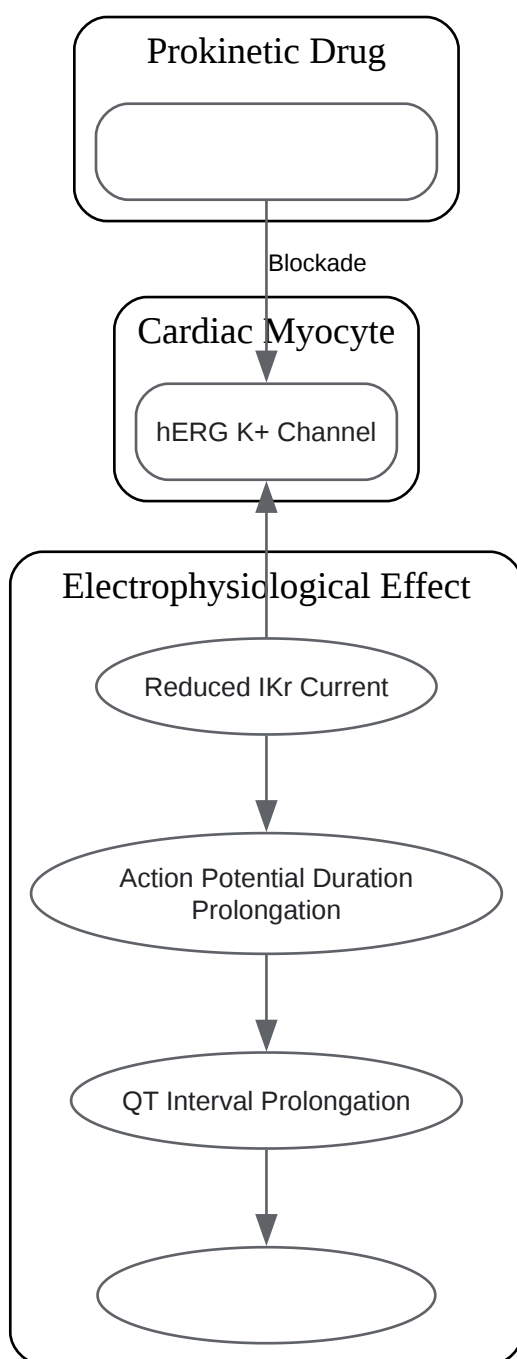 Prokinetic Drug
Blockade
Cardiac Myocyte
hERG K+ Channel
Electrophysiological Effect
Reduced IKr Current
Action Potential Duration
Prolongation
QT Interval Prolongation